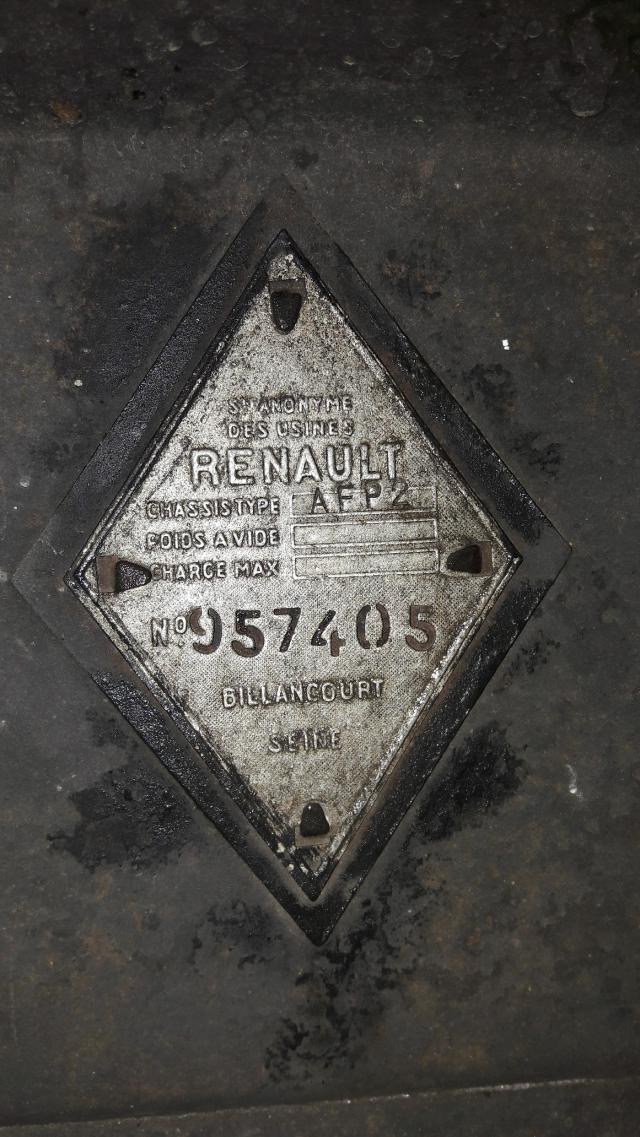 STÉ ANONYME
DES USINES
RENAULT
CHASSIS TYPE AFP2
POIDS A VIDE
CHARGE MAX
No 957405
BILLANCOURT
SEINE